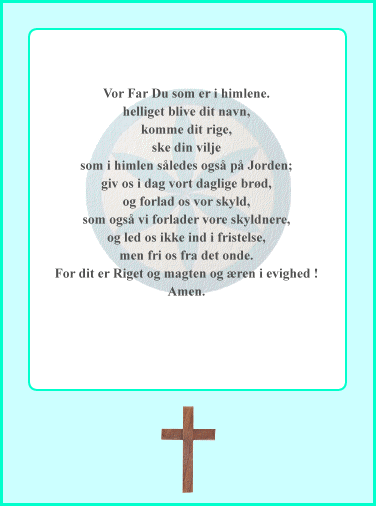 Vor Far Du som er i himlene.
helliget blive dit navn,
komme dit rige,
ske din vilje
som i himlen således også på Jorden;
giv os i dag vort daglige brød,
og forlad os vor skyld,
som også vi forlader vore skyldnere,
og led os ikke ind i fristelse,
men fri os fra det onde.
For dit er Riget og magten og æren i evighed !
Amen.